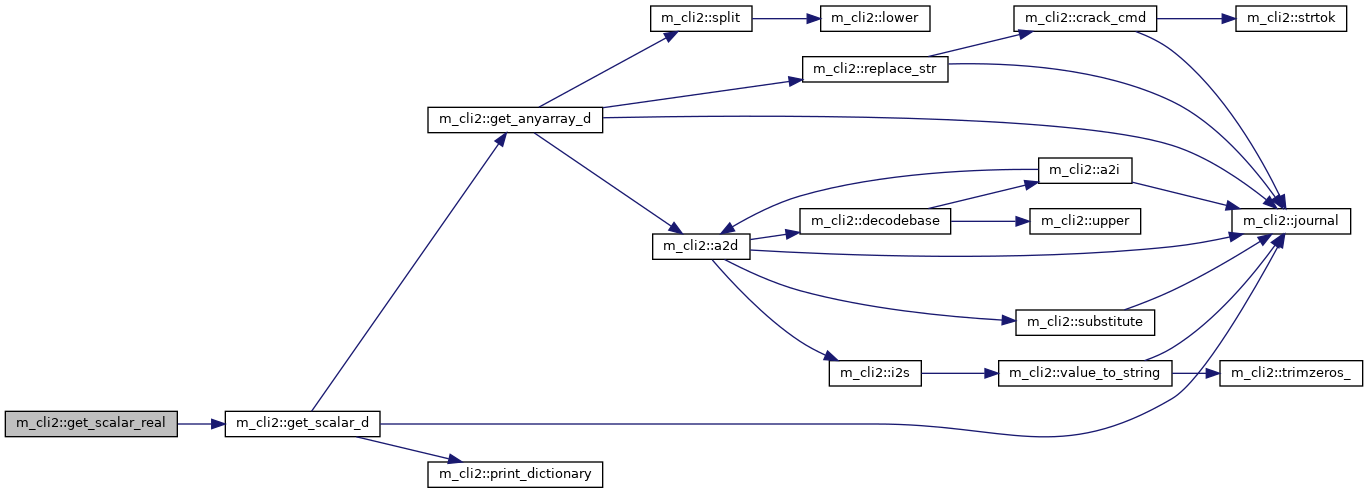 m_cli2::split
m_cli2::lower
m_cli2::crack_cmd
m_cli2::strtok
m_cli2::replace_str
m_cli2::get_anyarray_d
m_cli2::a2i
m_cli2::decodebase
m_cli2::upper
m_cli2::journal
m_cli2::a2d
m_cli2::substitute
m_cli2::i2s
m_cli2::value_to_string
m_cli2::trimzeros_
m_cli2::get_scalar_real
m_cli2::get_scalar_d
m_cli2::print_dictionary